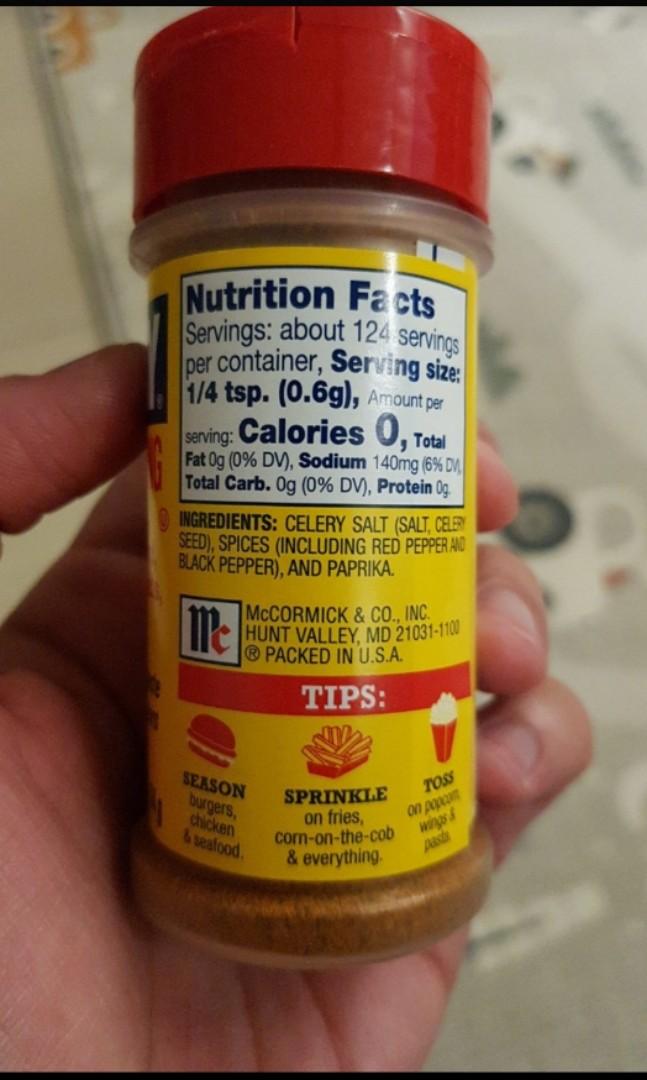 Y®
NG
®
Nutrition Facts
Servings: about 124 servings
per container, Serving size:
1/4 tsp. (0.6g), Amount per
serving: Calories 0, Total
Fat 0g (0% DV), Sodium 140mg (6% DV),
Total Carb. 0g (0% DV), Protein 0g.
INGREDIENTS: CELERY SALT (SALT, CELERY
SEED), SPICES (INCLUDING RED PEPPER AND
BLACK PEPPER), AND PAPRIKA.
Mc
McCORMICK & CO., INC.
HUNT VALLEY, MD 21031-1100
® PACKED IN U.S.A.
TIPS:
SEASON
burgers,
chicken
& seafood.
SPRINKLE
on fries,
corn-on-the-cob
& everything.
TOSS
on popcorn,
wings &
pasta.